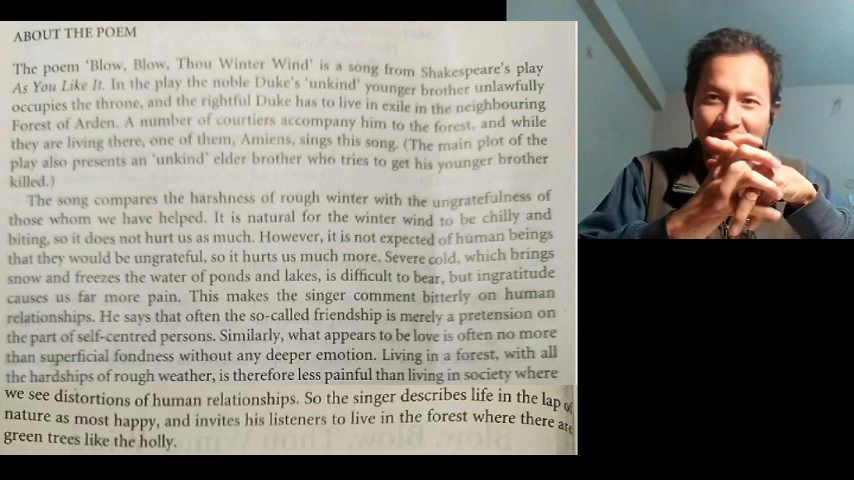 ABOUT THE POEM
The poem 'Blow, Blow, Thou Winter Wind' is a song from Shakespeare's play
As You Like It. In the play the noble Duke's 'unkind' younger brother unlawfully
occupies the throne, and the rightful Duke has to live in exile in the neighbouring
Forest of Arden. A number of courtiers accompany him to the forest, and while
they are living there, one of them, Amiens, sings this song. (The main plot of the
play also presents an 'unkind' elder brother who tries to get his younger brother
killed.)
The song compares the harshness of rough winter with the ungratefulness of
those whom we have helped. It is natural for the winter wind to be chilly and
biting, so it does not hurt us as much. However, it is not expected of human beings
that they would be ungrateful, so it hurts us much more. Severe cold, which brings
snow and freezes the water of ponds and lakes, is difficult to bear, but ingratitude
causes us far more pain. This makes the singer comment bitterly on human
relationships. He says that often the so-called friendship is merely a pretension on
the part of self-centred persons. Similarly, what appears to be love is often no more
than superficial fondness without any deeper emotion. Living in a forest, with all
the hardships of rough weather, is therefore less painful than living in society where
we see distortions of human relationships. So the singer describes life in the lap of
nature as most happy, and invites his listeners to live in the forest where there are
green trees like the holly.